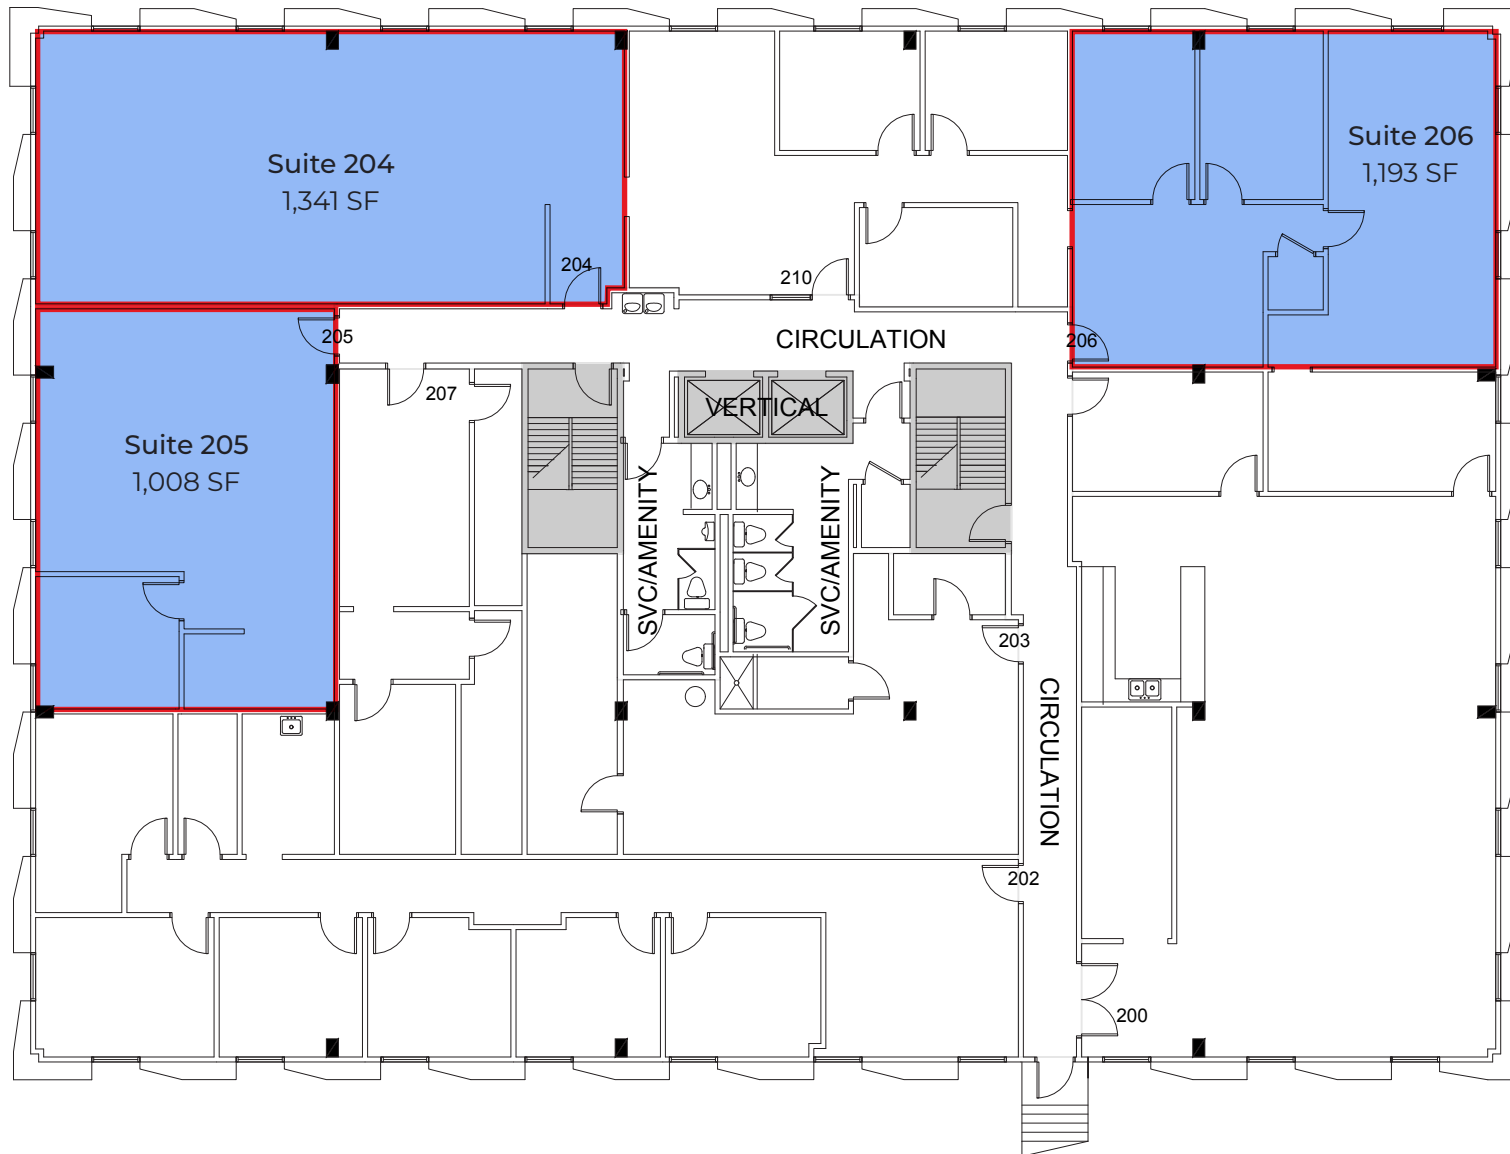 Suite 204
1,341 SF
Suite 206
1,193 SF
204
210
205
CIRCULATION
206
207
VERTICAL
Suite 205
1,008 SF
SVC/AMENITY
SVC/AMENITY
203
CIRCULATION
202
200